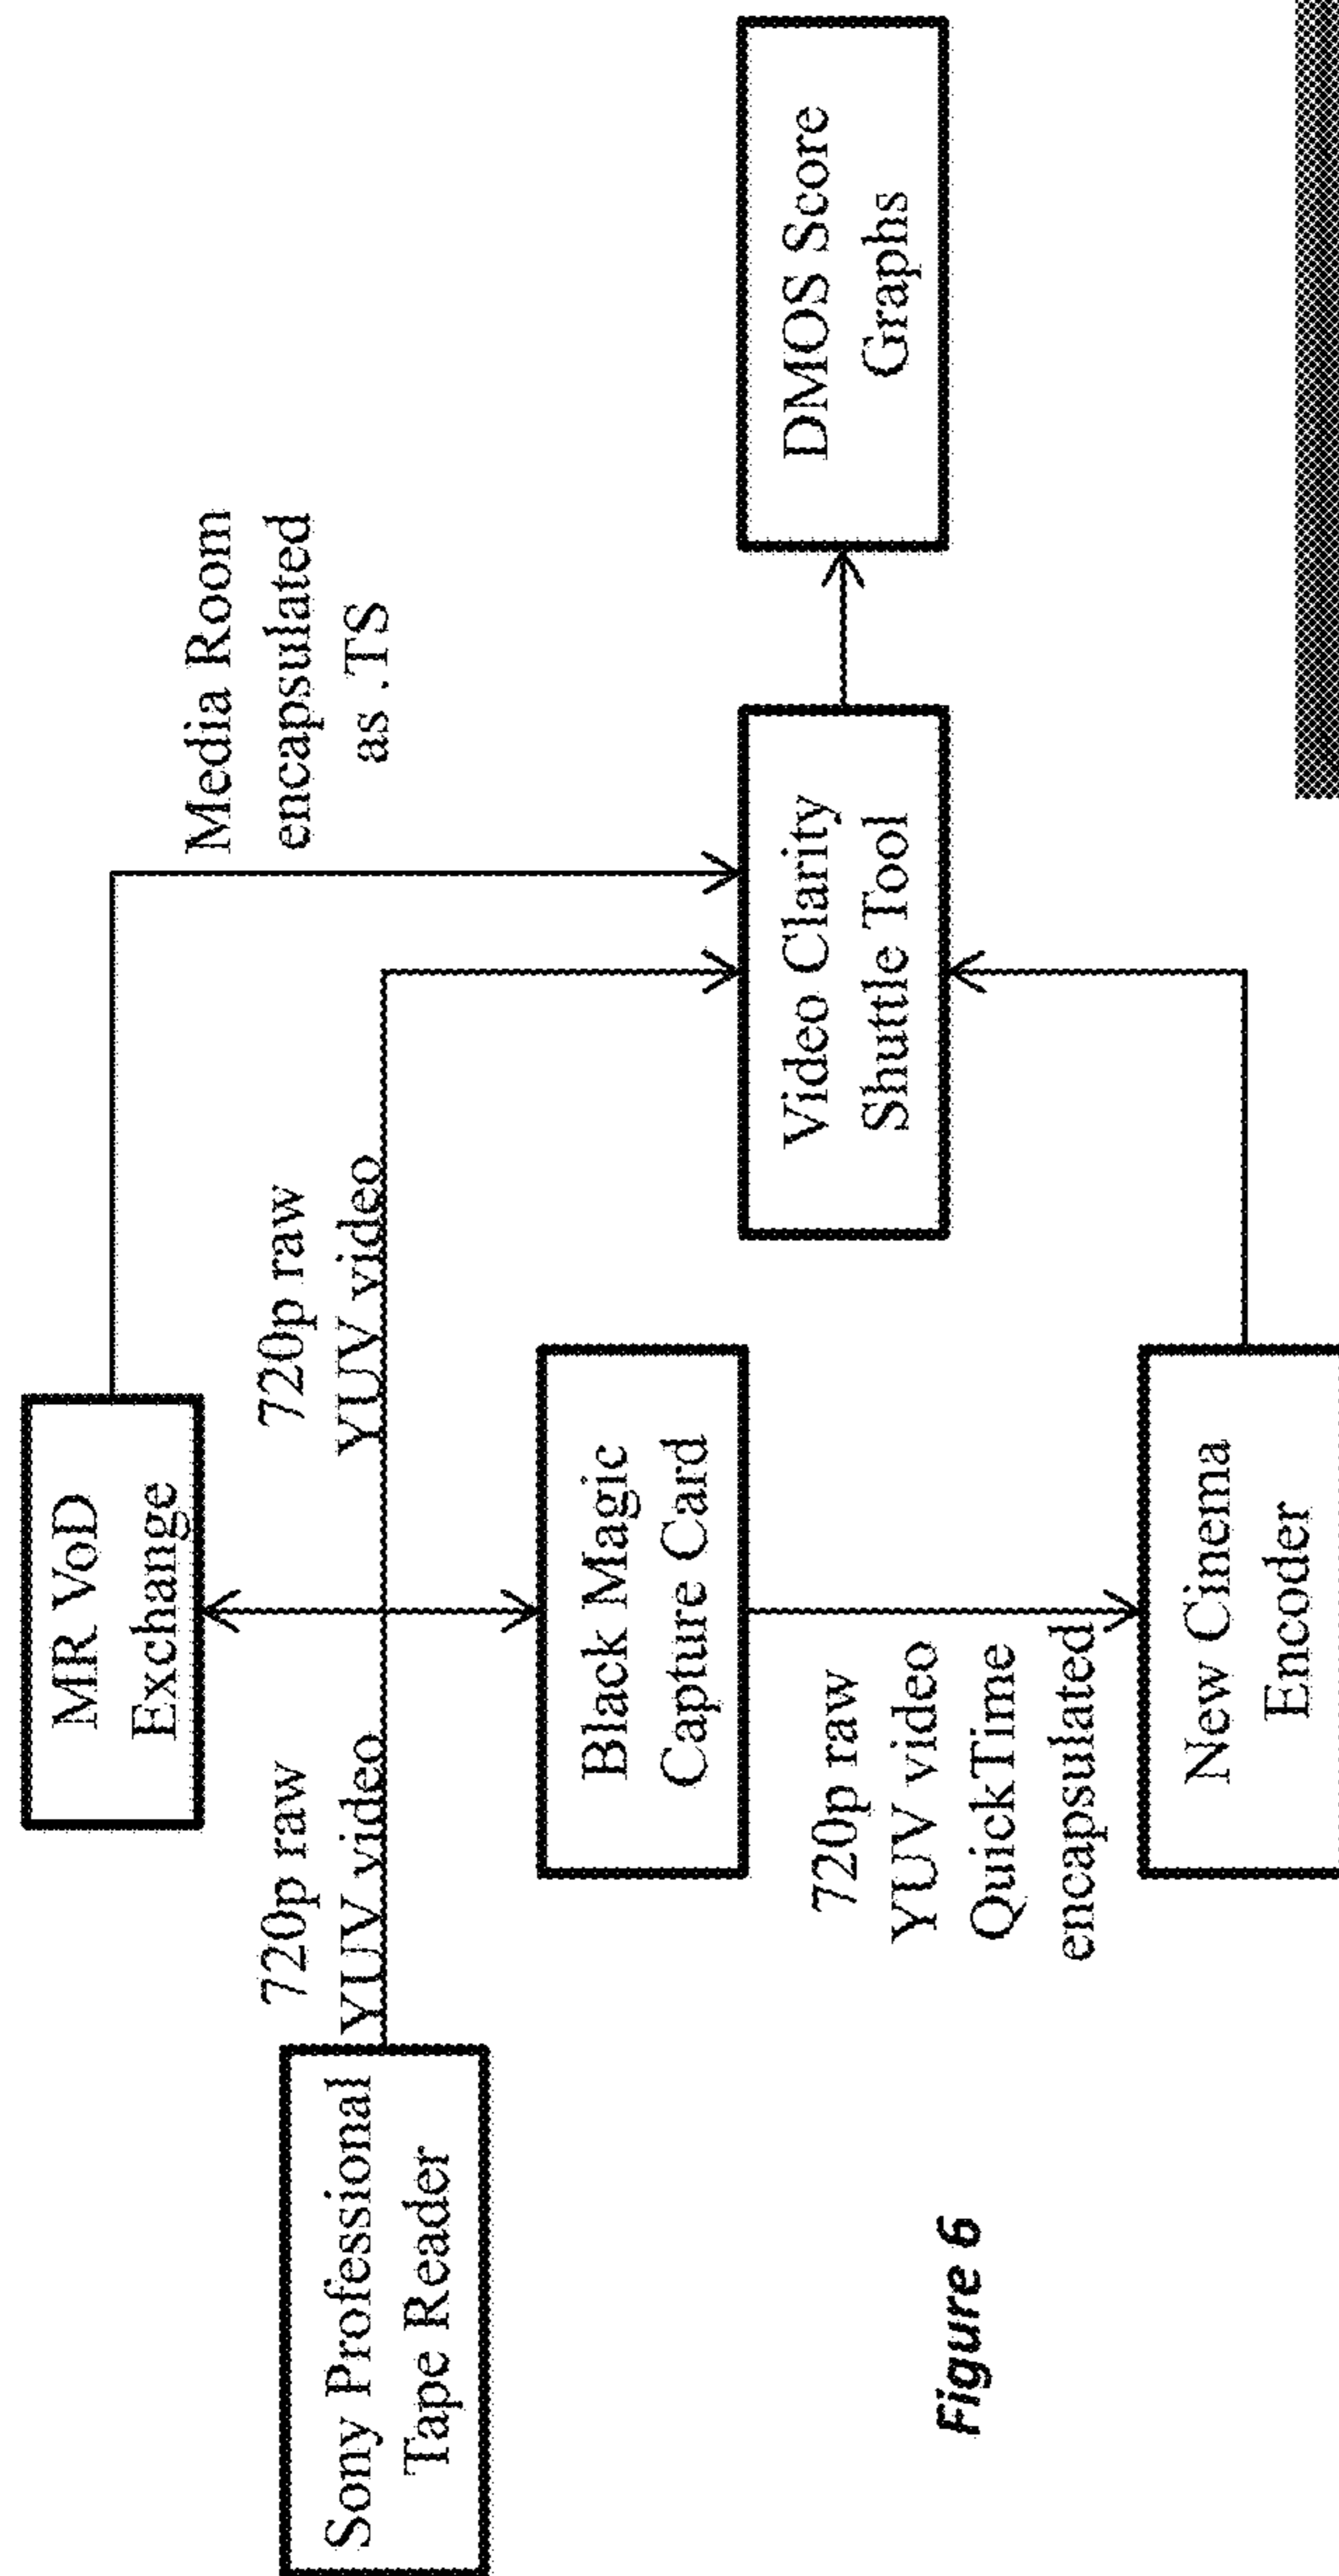 MR VoD
Exchange
Media Room
encapsulated
as .TS
720p raw
YUV video
720p raw
YUV video
Sony Professional
Tape Reader
Black Magic
Capture Card
Video Clarity
Shuttle Tool
DMOS Score
Graphs
720p raw
YUV video
QuickTime
encapsulated
New Cinema
Encoder
Figure 6